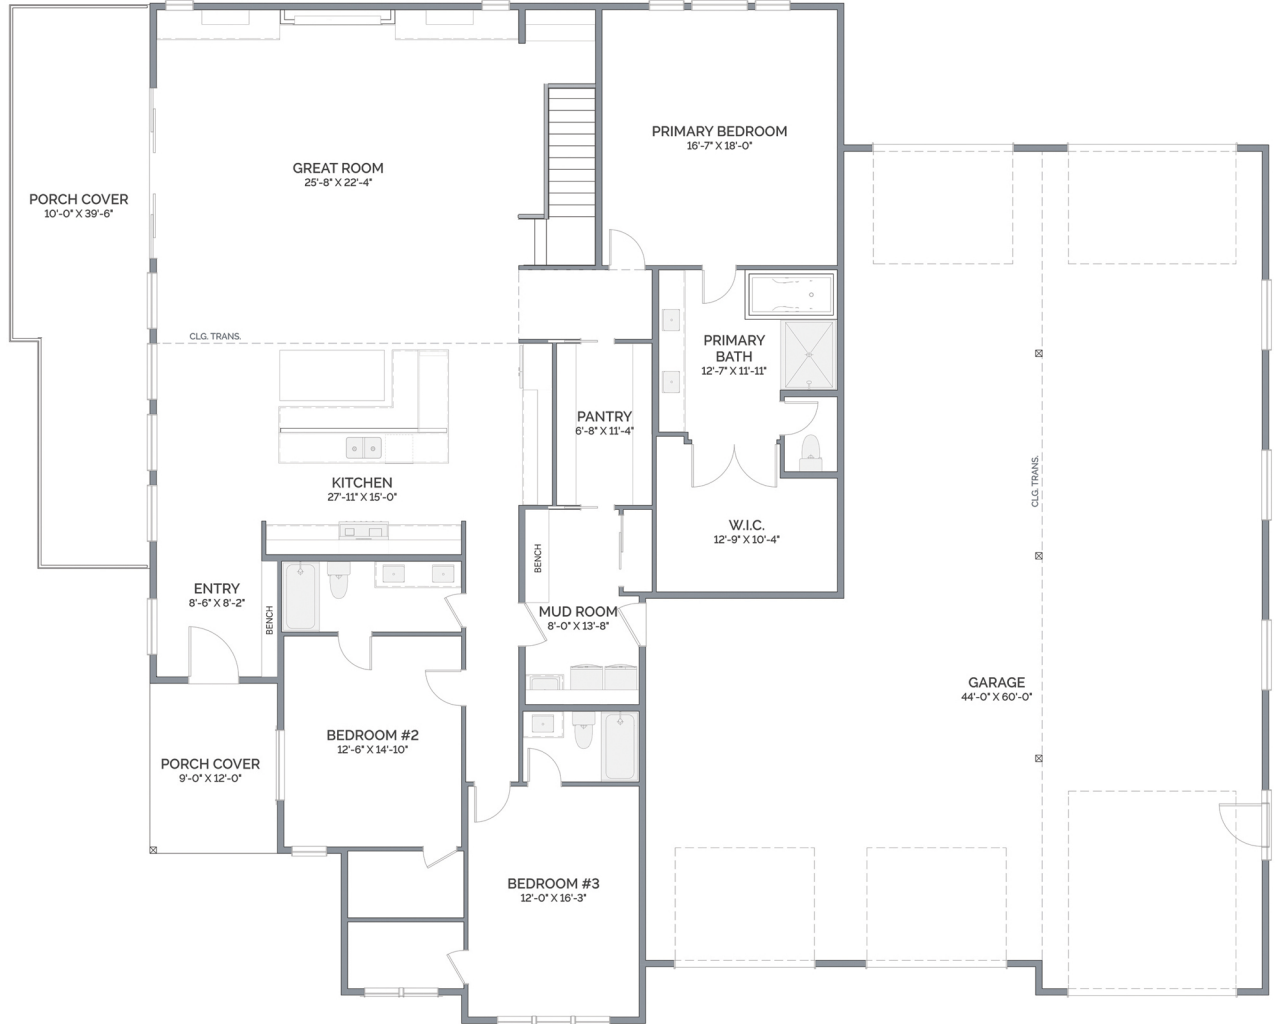 PRIMARY BEDROOM
16'-7" X 18'-0"
GREAT ROOM
25'-8" X 22'-4"
PORCH COVER
10'-0" X 39'-6"
CLG. TRANS.
PRIMARY
BATH
12'-7" X 11'-11"
PANTRY
6'-8" X 11'-4"
KITCHEN
27'-11" X 15'-0"
CLG. TRANS.
W.I.C.
12'-9" X 10'-4"
BENCH
ENTRY
8'-6" X 8'-2"
BENCH
MUD ROOM
8'-0" X 13'-8"
GARAGE
44'-0" X 60'-0"
BEDROOM #2
12'-6" X 14'-10"
PORCH COVER
9'-0" X 12'-0"
BEDROOM #3
12'-0" X 16'-3"